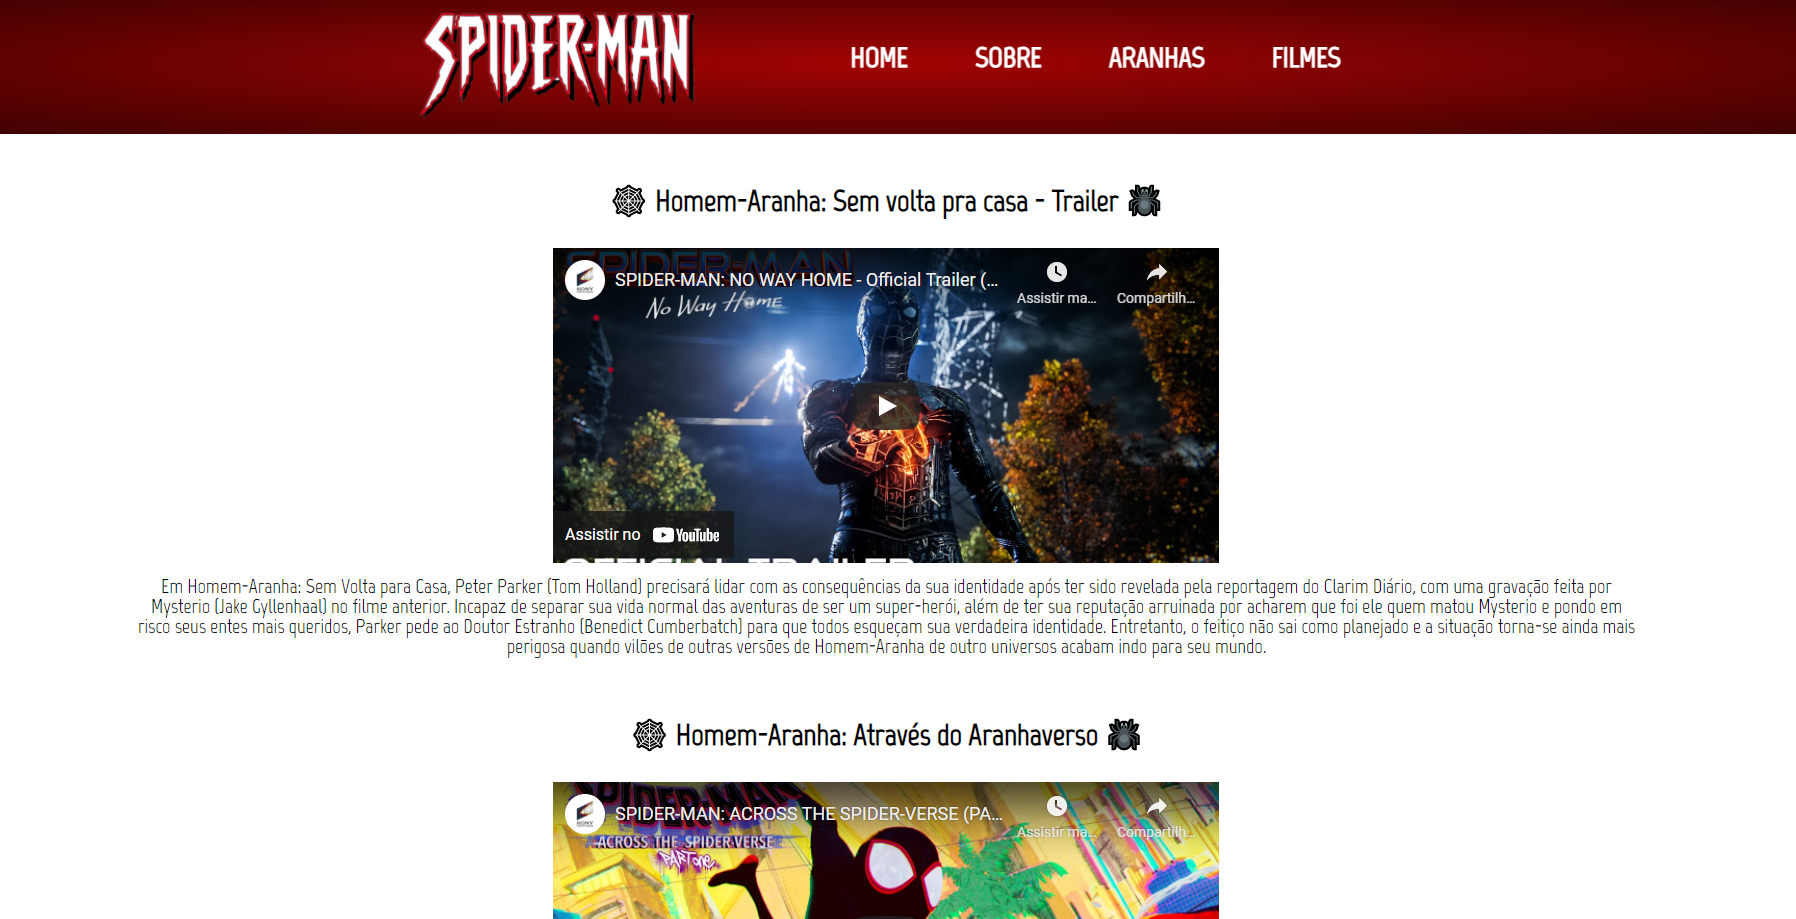 SPIDER-MAN
HOME SOBRE ARANHAS FILMES
Homem-Aranha: Sem volta pra casa - Trailer
SPIDER-MAN
SPIDER-MAN: NO WAY HOME - Official Trailer (...
Assistir ma...
Compartilh...
No Way Home
Assistir no YouTube
OFFICIAL TRAILER
Em Homem-Aranha: Sem Volta para Casa, Peter Parker (Tom Holland) precisará lidar com as consequências da sua identidade após ter sido revelada pela reportagem do Clarim Diário, com uma gravação feita por
Mysterio (Jake Gyllenhaal) no filme anterior. Incapaz de separar sua vida normal das aventuras de ser um super-herói, além de ter sua reputação arruinada por acharem que foi ele quem matou Mysterio e pondo em
risco seus entes mais queridos, Parker pede ao Doutor Estranho (Benedict Cumberbatch) para que todos esqueçam sua verdadeira identidade. Entretanto, o feitiço não sai como planejado e a situação torna-se ainda mais
perigosa quando vilões de outras versões de Homem-Aranha de outro universos acabam indo para seu mundo.
Homem-Aranha: Através do Aranhaverso
SPIDER-MAN
SPIDER-MAN: ACROSS THE SPIDER-VERSE (PA...
Assistir ma...
Compartilh...
ACROSS THE SPIDER-VERSE
PART One